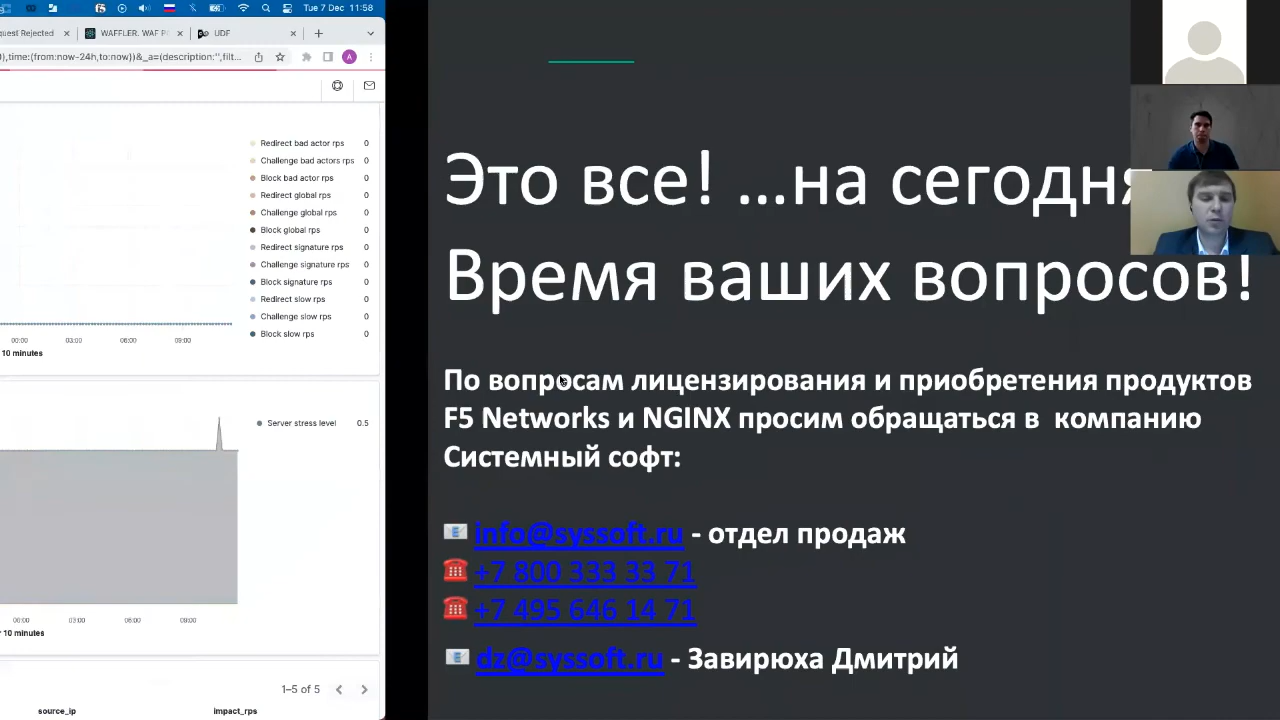 Tue 7 Dec 11:58
quest Rejected
WAFFLER. WAF
UDF
),time:(from:now-24h,to:now))&_a=(description:'',filt...
A
Redirect bad actor rps 0
Challenge bad actors rps 0
Block bad actor rps 0
Redirect global rps 0
Challenge global rps 0
Block global rps 0
Redirect signature rps 0
Challenge signature rps 0
Block signature rps 0
Redirect slow rps 0
Challenge slow rps 0
Block slow rps 0
00:00 03:00 06:00 09:00
10 minutes
Server stress level 0.5
00:00 03:00 06:00 09:00
10 minutes
1–5 of 5
source_ip impact_rps
Это все! ...на сегодня
Время ваших вопросов!
По вопросам лицензирования и приобретения продуктов
F5 Networks и NGINX просим обращаться в компанию
Системный софт:
info@syssoft.ru - отдел продаж
+7 800 333 33 71
+7 495 646 14 71
dz@syssoft.ru - Завирюха Дмитрий